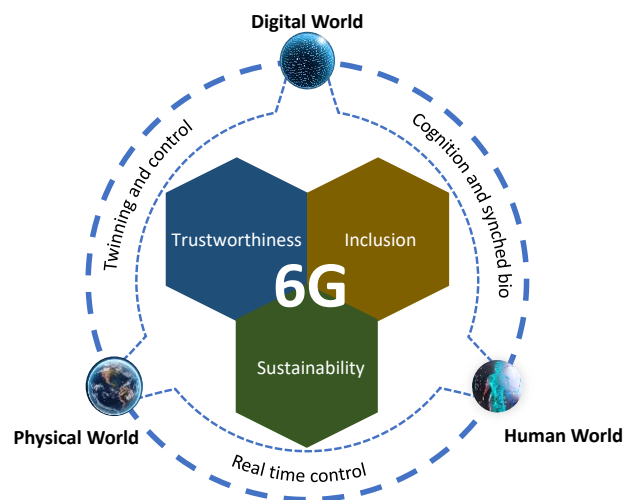 Digital World
Twinning and control
Cognition and synched bio
Trustworthiness
Inclusion
6G
Sustainability
Physical World
Human World
Real time control